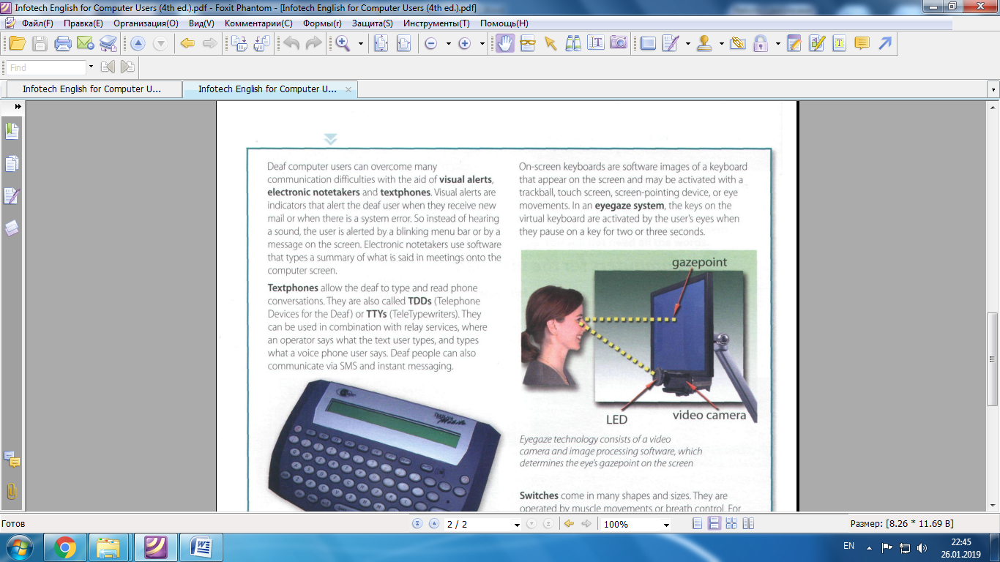 Infotech English for Computer Users (4th ed.).pdf - Foxit Phantom - [Infotech English for Computer Users (4th ed.).pdf]
Файл(F) Правка(E) Организация(O) Вид(V) Комментарии(C) Формы(r) Защита(S) Инструменты(T) Помощь(H)
Find
Infotech English for Computer U... Infotech English for Computer U...
Deaf computer users can overcome many
communication difficulties with the aid of visual alerts,
electronic notetakers and textphones. Visual alerts are
indicators that alert the deaf user when they receive new
mail or when there is a system error. So instead of hearing
a sound, the user is alerted by a blinking menu bar or by a
message on the screen. Electronic notetakers use software
that types a summary of what is said in meetings onto the
computer screen.
Textphones allow the deaf to type and read phone
conversations. They are also called TDDs (Telephone
Devices for the Deaf) or TTYs (TeleTypewriters). They
can be used in combination with relay services, where
an operator says what the text user types, and types
what a voice phone user says. Deaf people can also
communicate via SMS and instant messaging.
On-screen keyboards are software images of a keyboard
that appear on the screen and may be activated with a
trackball, touch screen, screen-pointing device, or eye
movements. In an eyegaze system, the keys on the
virtual keyboard are activated by the user's eyes when
they pause on a key for two or three seconds.
gazepoint
LED
video camera
Eyegaze technology consists of a video
camera and image processing software, which
determines the eye's gazepoint on the screen
Switches come in many shapes and sizes. They are
operated by muscle movements or breath control. For
Готов
2 / 2
100%
Размер: [8.26 * 11.69 В]
EN
22:45
26.01.2019